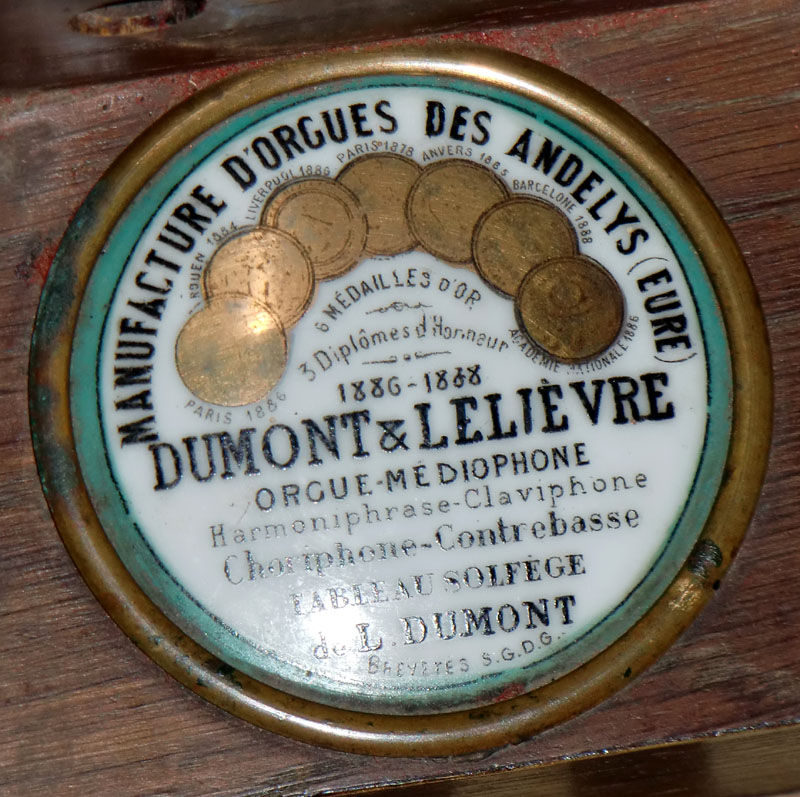 MANUFACTURE D'ORGUES DES ANDELYS (EURE)
PARIS 1886
ROUEN 1884
LIVERPOOL 1886
PARIS 1878
ANVERS 1885
BARCELONE 1888
ACADEMIE NATIONALE 1886
6 MÉDAILLES D'OR
3 Diplômes d'Honneur
1886-1888
DUMONT & LELIÈVRE
ORGUE-MÉDIOPHONE
Harmoniphrase-Claviphone
Choriphone-Contrebasse
TABLEAU SOLFÈGE
de L. DUMONT
BREVETES S.G.D.G.